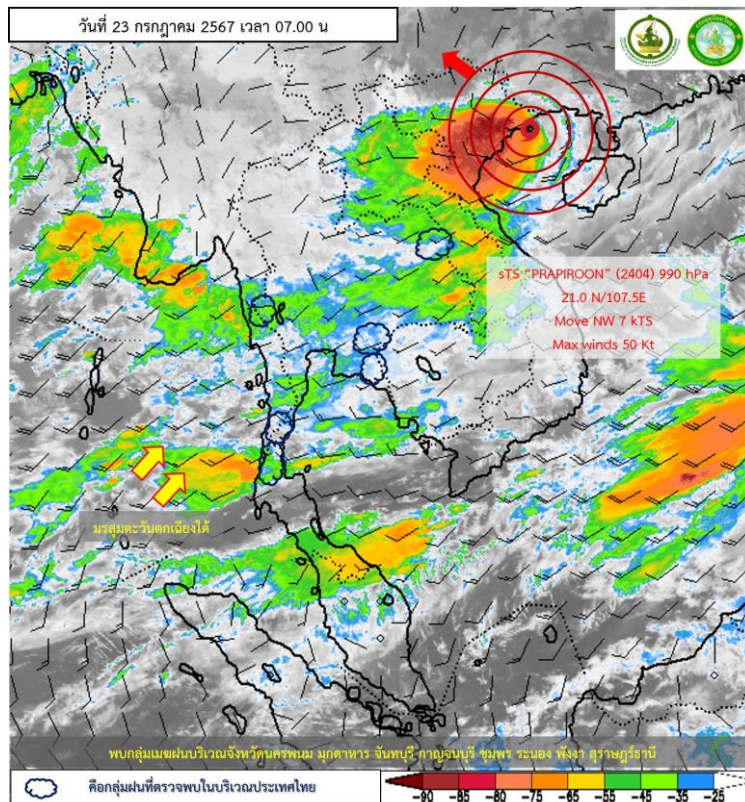 วันที่ 23 กรกฎาคม 2567 เวลา 07.00 น
sTS "PRAPIROON" (2404) 990 hPa
21.0 N/107.5E
Move NW 7 kTS
Max winds 50 Kt
มรสุมตะวันตกเฉียงใต้
พบกลุ่มเมฆฝนบริเวณจังหวัดนครพนม มุกดาหาร จันทบุรี กาญจนบุรี ชุมพร ระนอง พังงา สุราษฎร์ธานี
คือกลุ่มฝนที่ตรวจพบในบริเวณประเทศไทย
-90 -85 -80 -75 -65 -55 -45 -35 -25